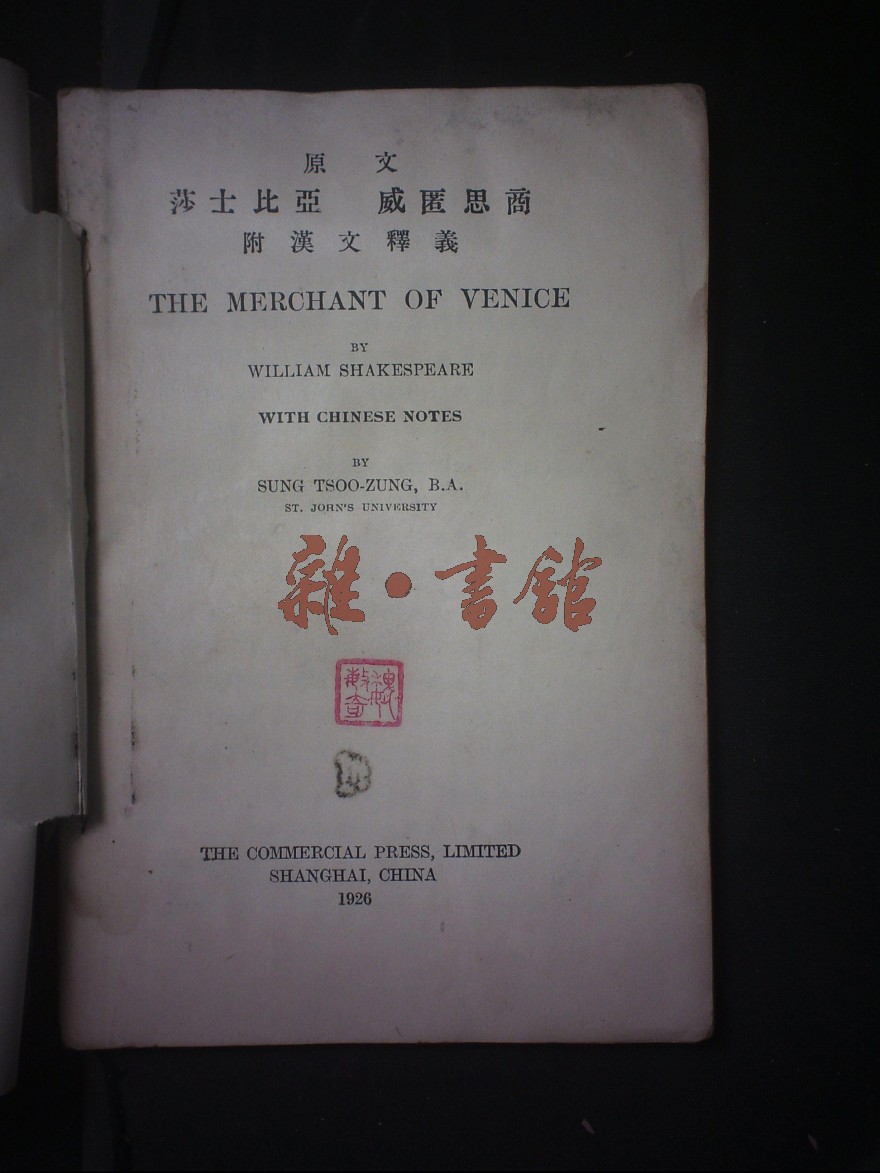 原文
莎士比亞 威匿思商
附漢文釋義
THE MERCHANT OF VENICE
BY
WILLIAM SHAKESPEARE
WITH CHINESE NOTES
BY
SUNG TSOO-ZUNG, B.A.
ST. JOHN'S UNIVERSITY
雜•書館
THE COMMERCIAL PRESS, LIMITED
SHANGHAI, CHINA
1926